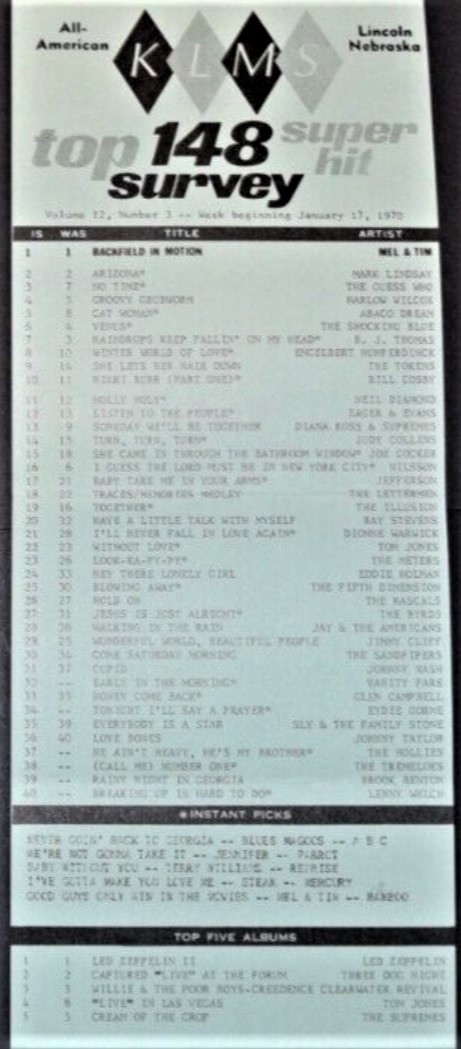 All-American
Lincoln Nebraska
KLMS
top 148 super hit survey
Volume 12, Number 3 -- Week beginning January 17, 1970
IS WAS TITLE ARTIST
1 1 BACKFIELD IN MOTION MEL & TIM
2 2 ARIZONA* MARK LINDSAY
3 7 NO TIME* THE GUESS WHO
4 5 GROOVY GRUBWORM HARLOW WILCOX
5 8 CAT WOMAN* ABACO DREAM
6 4 VENUS* THE SHOCKING BLUE
7 3 RAINDROPS KEEP FALLIN' ON MY HEAD* B. J. THOMAS
8 10 WINTER WORLD OF LOVE* ENGELBERT HUMPERDINCK
9 14 SHE LETS HER HAIR DOWN THE TOKENS
10 11 (PART ONE)* BILL COSBY
11 12 HOLLY HOLY* NEIL DIAMOND
12 13 LISTEN TO THE PEOPLE* ZAGER & EVANS
13 9 SOMEDAY WE'LL BE TOGETHER DIANA ROSS & SUPREMES
14 15 TURN, TURN, TURN* JUDY COLLINS
15 18 SHE CAME IN THROUGH THE BATHROOM WINDOW* JOE COCKER
16 6 I GUESS THE LORD MUST BE IN NEW YORK CITY* NILSSON
17 21 BABY TAKE ME IN YOUR ARMS* JEFFERSON
18 22 TRACES/MEMORIES MEDLEY THE LETTERMEN
19 16 TOGETHER* THE ILLUSION
20 32 HAVE A LITTLE TALK WITH MYSELF RAY STEVENS
21 28 I'LL NEVER FALL IN LOVE AGAIN* DIONNE WARWICK
22 23 WITHOUT LOVE* TOM JONES
23 26 LOOK-KA-PY-PY* THE METERS
24 33 HEY THERE LONELY GIRL EDDIE HOLMAN
25 30 BLOWING AWAY* THE FIFTH DIMENSION
26 27 HOLD ON THE RASCALS
27 31 JESUS IS JUST ALRIGHT* THE BYRDS
28 38 WALKING IN THE RAIN JAY & THE AMERICANS
29 25 WONDERFUL WORLD, BEAUTIFUL PEOPLE JIMMY CLIFF
30 34 COME SATURDAY MORNING THE SANDPIPERS
31 37 CUPID JOHNNY NASH
32 -- EARLY IN THE MORNING* VANITY FARE
33 35 HONEY COME BACK* GLEN CAMPBELL
34 -- TONIGHT I'LL SAY A PRAYER* EYDIE GORME
35 39 EVERYBODY IS A STAR SLY & THE FAMILY STONE
36 40 LOVE BONES JOHNNY TAYLOR
37 -- HE AIN'T HEAVY, HE'S MY BROTHER* THE HOLLIES
38 -- (CALL ME) NUMBER ONE* THE TREMELOES
39 -- RAINY NIGHT IN GEORGIA BROOK BENTON
40 -- BREAKING UP IS HARD TO DO* LENNY WELCH
*INSTANT PICKS
NEVER GOIN' BACK TO GEORGIA -- BLUES MAGOOS -- A B C
WE'RE NOT GONNA TAKE IT -- JENNIFER -- PARROT
BABY WITHOUT YOU -- TERRY WILLIAMS -- REPRISE
I'VE GOTTA MAKE YOU LOVE ME -- STEAM -- MERCURY
GOOD GUYS ONLY WIN IN THE MOVIES -- MEL & TIM -- BAMBOO
TOP FIVE ALBUMS
1 1 LED ZEPPELIN II LED ZEPPELIN
2 2 CAPTURED "LIVE" AT THE FORUM THREE DOG NIGHT
3 3 WILLIE & THE POOR BOYS-CREEDENCE CLEARWATER REVIVAL
4 8 "LIVE" IN LAS VEGAS TOM JONES
5 5 CREAM OF THE CROP THE SUPREMES